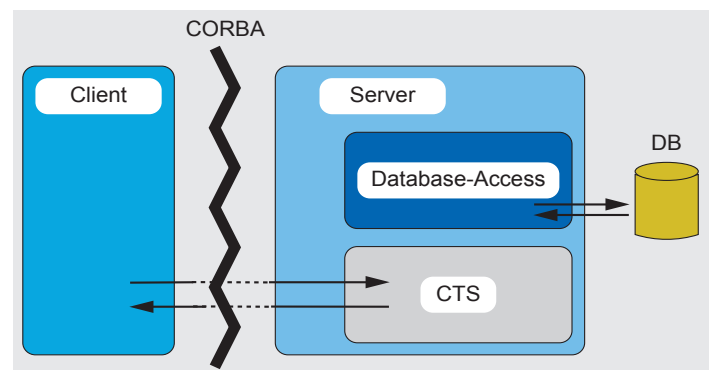 CORBA
Client
Server
DB
Database-Access
CTS